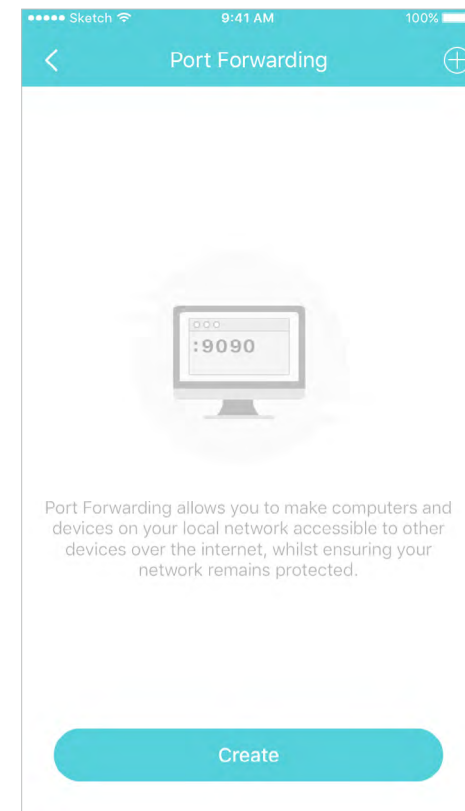 Sketch 9:41 AM 100%
Port Forwarding
:9090
Port Forwarding allows you to make computers and
devices on your local network accessible to other
devices over the internet, whilst ensuring your
network remains protected.
Create